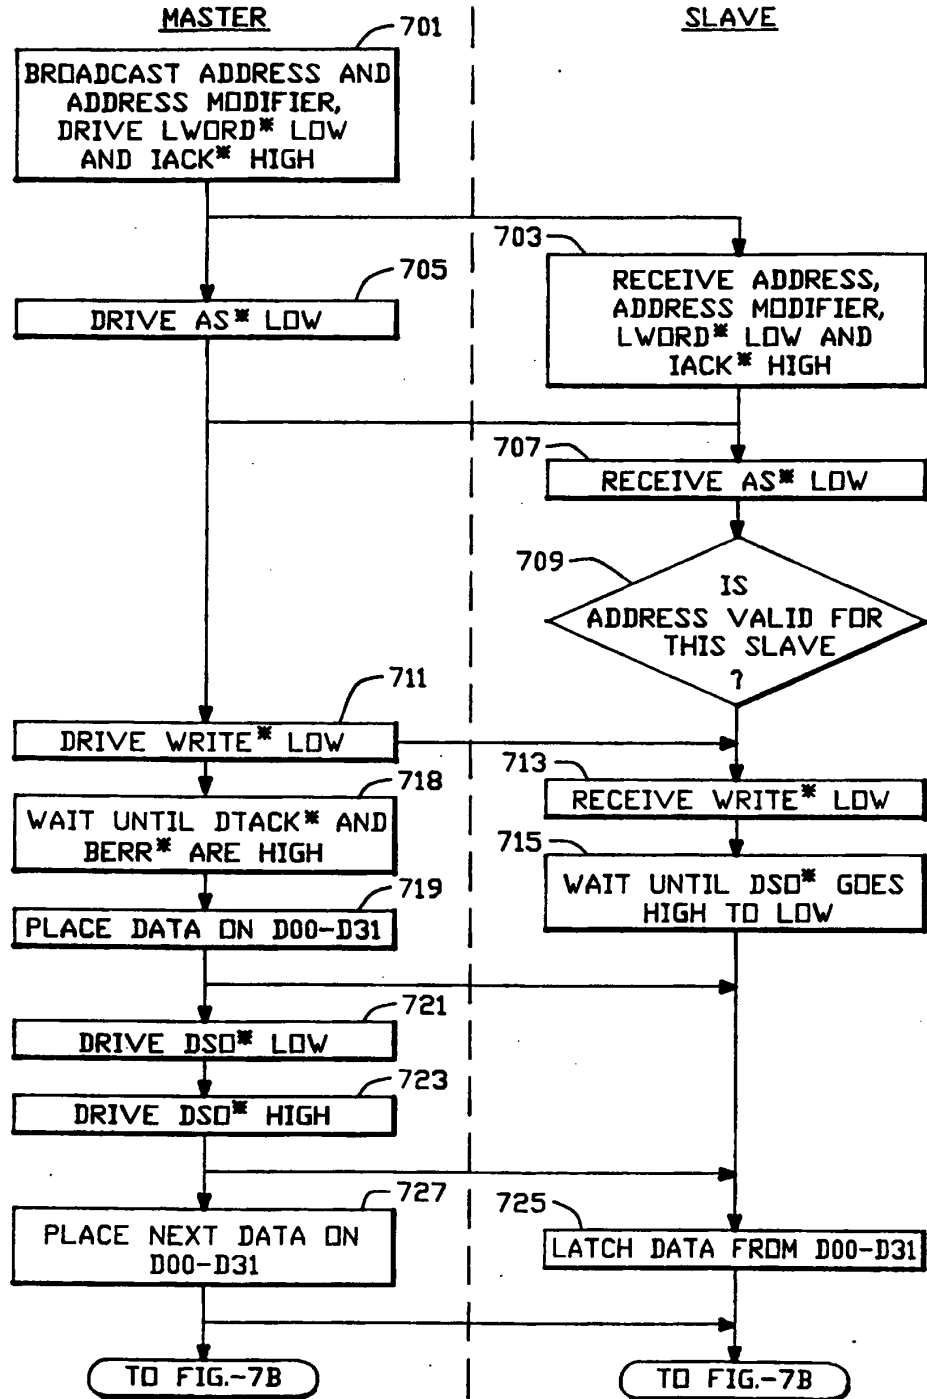 MASTER
SLAVE
701
BROADCAST ADDRESS AND
ADDRESS MODIFIER,
DRIVE LWORD* LOW
AND IACK* HIGH
703
RECEIVE ADDRESS,
ADDRESS MODIFIER,
LWORD* LOW AND
IACK* HIGH
705
DRIVE AS* LOW
707
RECEIVE AS* LOW
709
IS
ADDRESS VALID FOR
THIS SLAVE
?
711
DRIVE WRITE* LOW
713
RECEIVE WRITE* LOW
718
WAIT UNTIL DTACK* AND
BERR* ARE HIGH
715
WAIT UNTIL DS0* GOES
HIGH TO LOW
719
PLACE DATA ON D00-D31
721
DRIVE DS0* LOW
723
DRIVE DS0* HIGH
727
PLACE NEXT DATA ON
D00-D31
725
LATCH DATA FROM D00-D31
TO FIG.-7B
TO FIG.-7B